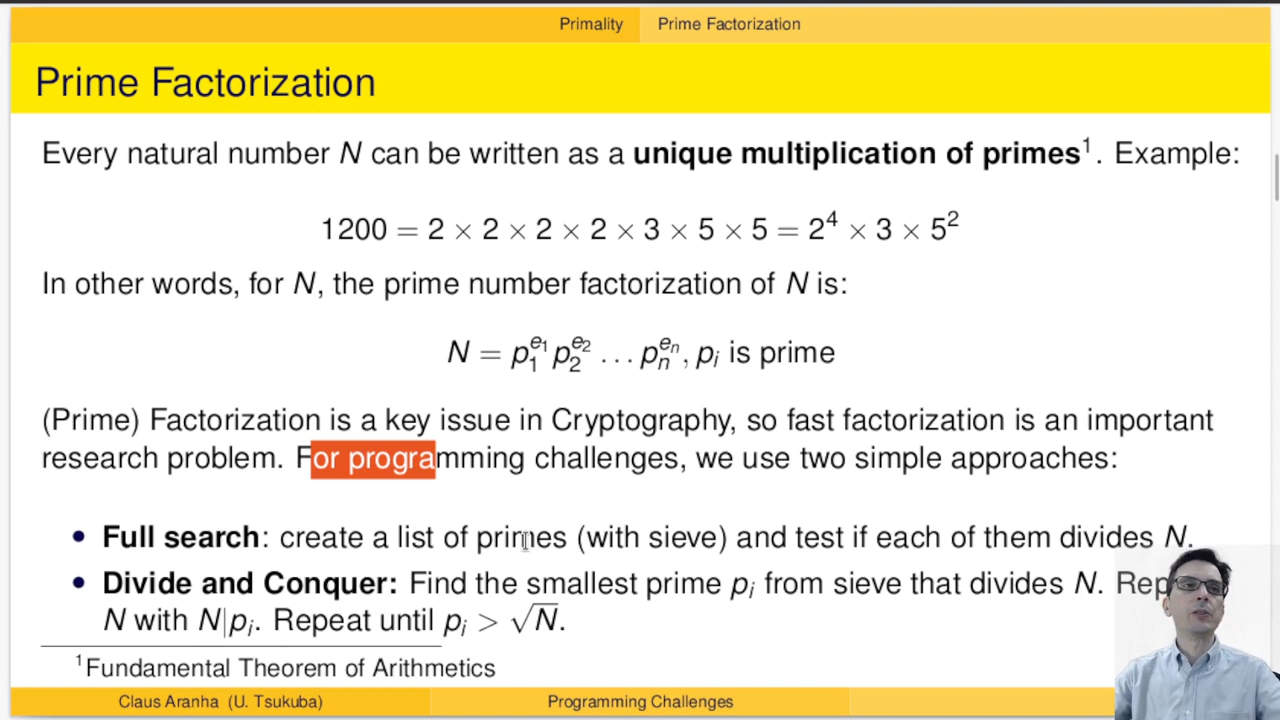 Primality Prime Factorization
Prime Factorization
Every natural number N can be written as a unique multiplication of primes¹. Example:
1200 = 2 × 2 × 2 × 2 × 3 × 5 × 5 = 2⁴ × 3 × 5²
In other words, for N, the prime number factorization of N is:
N = p₁^e₁ p₂^e₂ … pₙ^eₙ, pᵢ is prime
(Prime) Factorization is a key issue in Cryptography, so fast factorization is an important
research problem. For programming challenges, we use two simple approaches:
• Full search: create a list of primes (with sieve) and test if each of them divides N.
• Divide and Conquer: Find the smallest prime pᵢ from sieve that divides N.
N with N|pᵢ. Repeat until pᵢ > √N.
¹Fundamental Theorem of Arithmetics
Claus Aranha (U. Tsukuba) Programming Challenges